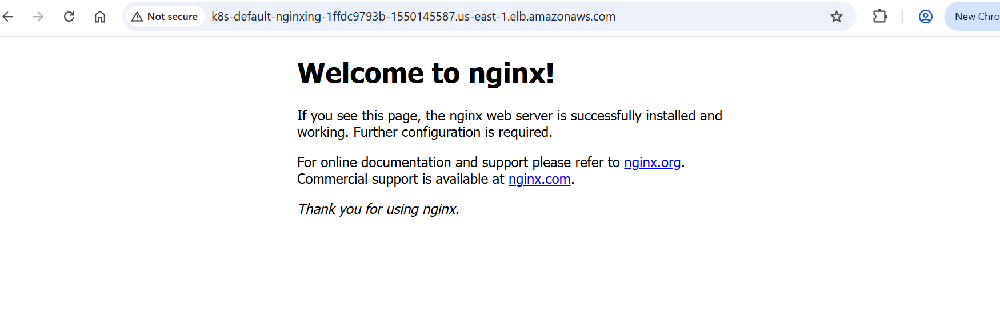 Not secure
k8s-default-nginxing-1ffdc9793b-1550145587.us-east-1.elb.amazonaws.com
New Chro
Welcome to nginx!
If you see this page, the nginx web server is successfully installed and
working. Further configuration is required.
For online documentation and support please refer to nginx.org.
Commercial support is available at nginx.com.
Thank you for using nginx.